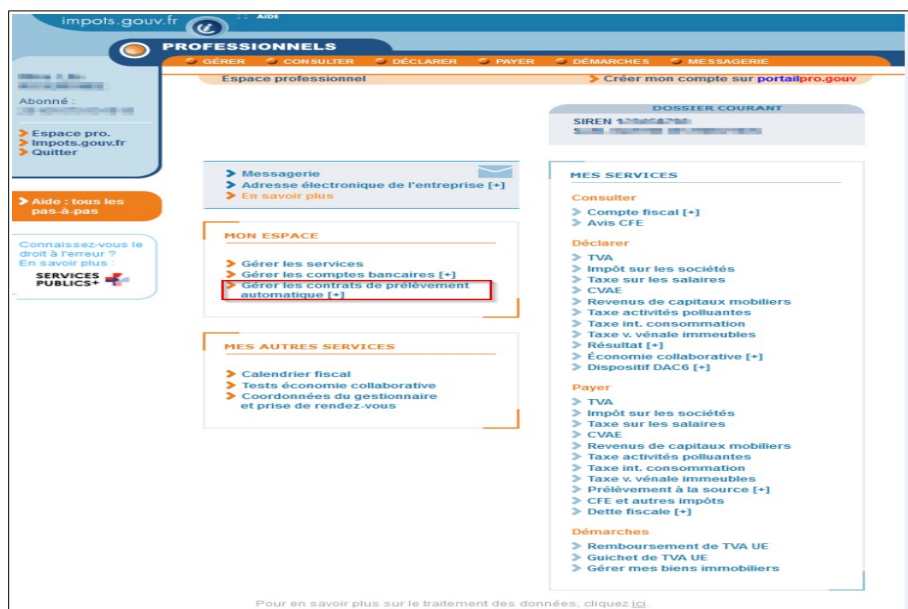 impots.gouv.fr
AIDE
PROFESSIONNELS
GÉRER CONSULTER DÉCLARER PAYER DÉMARCHES MESSAGERIE
Espace professionnel
Créer mon compte sur portailpro.gouv
Abonné :
Espace pro.
Impots.gouv.fr
Quitter
Aide : tous les
pas-à-pas
Connaissez-vous le
droit à l'erreur ?
En savoir plus :
SERVICES
PUBLICS+
Messagerie
Adresse électronique de l'entreprise [+]
En savoir plus
MON ESPACE
Gérer les services
Gérer les comptes bancaires [+]
Gérer les contrats de prélèvement
automatique [+]
MES AUTRES SERVICES
Calendrier fiscal
Tests économie collaborative
Coordonnées du gestionnaire
et prise de rendez-vous
DOSSIER COURANT
SIREN
MES SERVICES
Consulter
Compte fiscal [+]
Avis CFE
Déclarer
TVA
Impôt sur les sociétés
Taxe sur les salaires
CVAE
Revenus de capitaux mobiliers
Taxe activités polluantes
Taxe int. consommation
Taxe v. vénale immeubles
Résultat [+]
Économie collaborative [+]
Dispositif DAC6 [+]
Payer
TVA
Impôt sur les sociétés
Taxe sur les salaires
CVAE
Revenus de capitaux mobiliers
Taxe activités polluantes
Taxe int. consommation
Taxe v. vénale immeubles
Prélèvement à la source [+]
CFE et autres impôts
Dette fiscale [+]
Démarches
Remboursement de TVA UE
Guichet de TVA UE
Gérer mes biens immobiliers
Pour en savoir plus sur le traitement des données, cliquez ici.